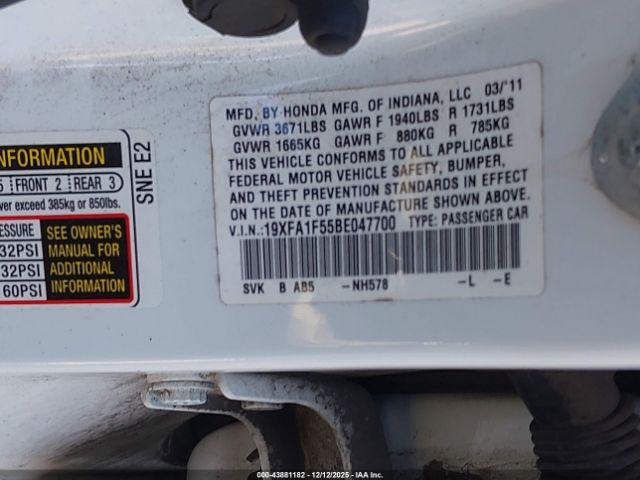 MFD. BY HONDA MFG. OF INDIANA, LLC 03/'11
GVWR 3671LBS GAWR F 1940LBS R 1731LBS
GVWR 1665KG GAWR F 880KG R 785KG
THIS VEHICLE CONFORMS TO ALL APPLICABLE
FEDERAL MOTOR VEHICLE SAFETY, BUMPER,
AND THEFT PREVENTION STANDARDS IN EFFECT
ON THE DATE OF MANUFACTURE SHOWN ABOVE.
V.I.N.:19XFA1F55BE047700 TYPE: PASSENGER CAR
SVK B AB5 -NH578 -L -E
INFORMATION
5 FRONT 2 REAR 3
ver exceed 385kg or 850lbs.
ESSURE
32PSI
32PSI
60PSI
SEE OWNER'S
MANUAL FOR
ADDITIONAL
INFORMATION
SNE E2
000-43881182 - 12/12/2025 - IAA Inc.